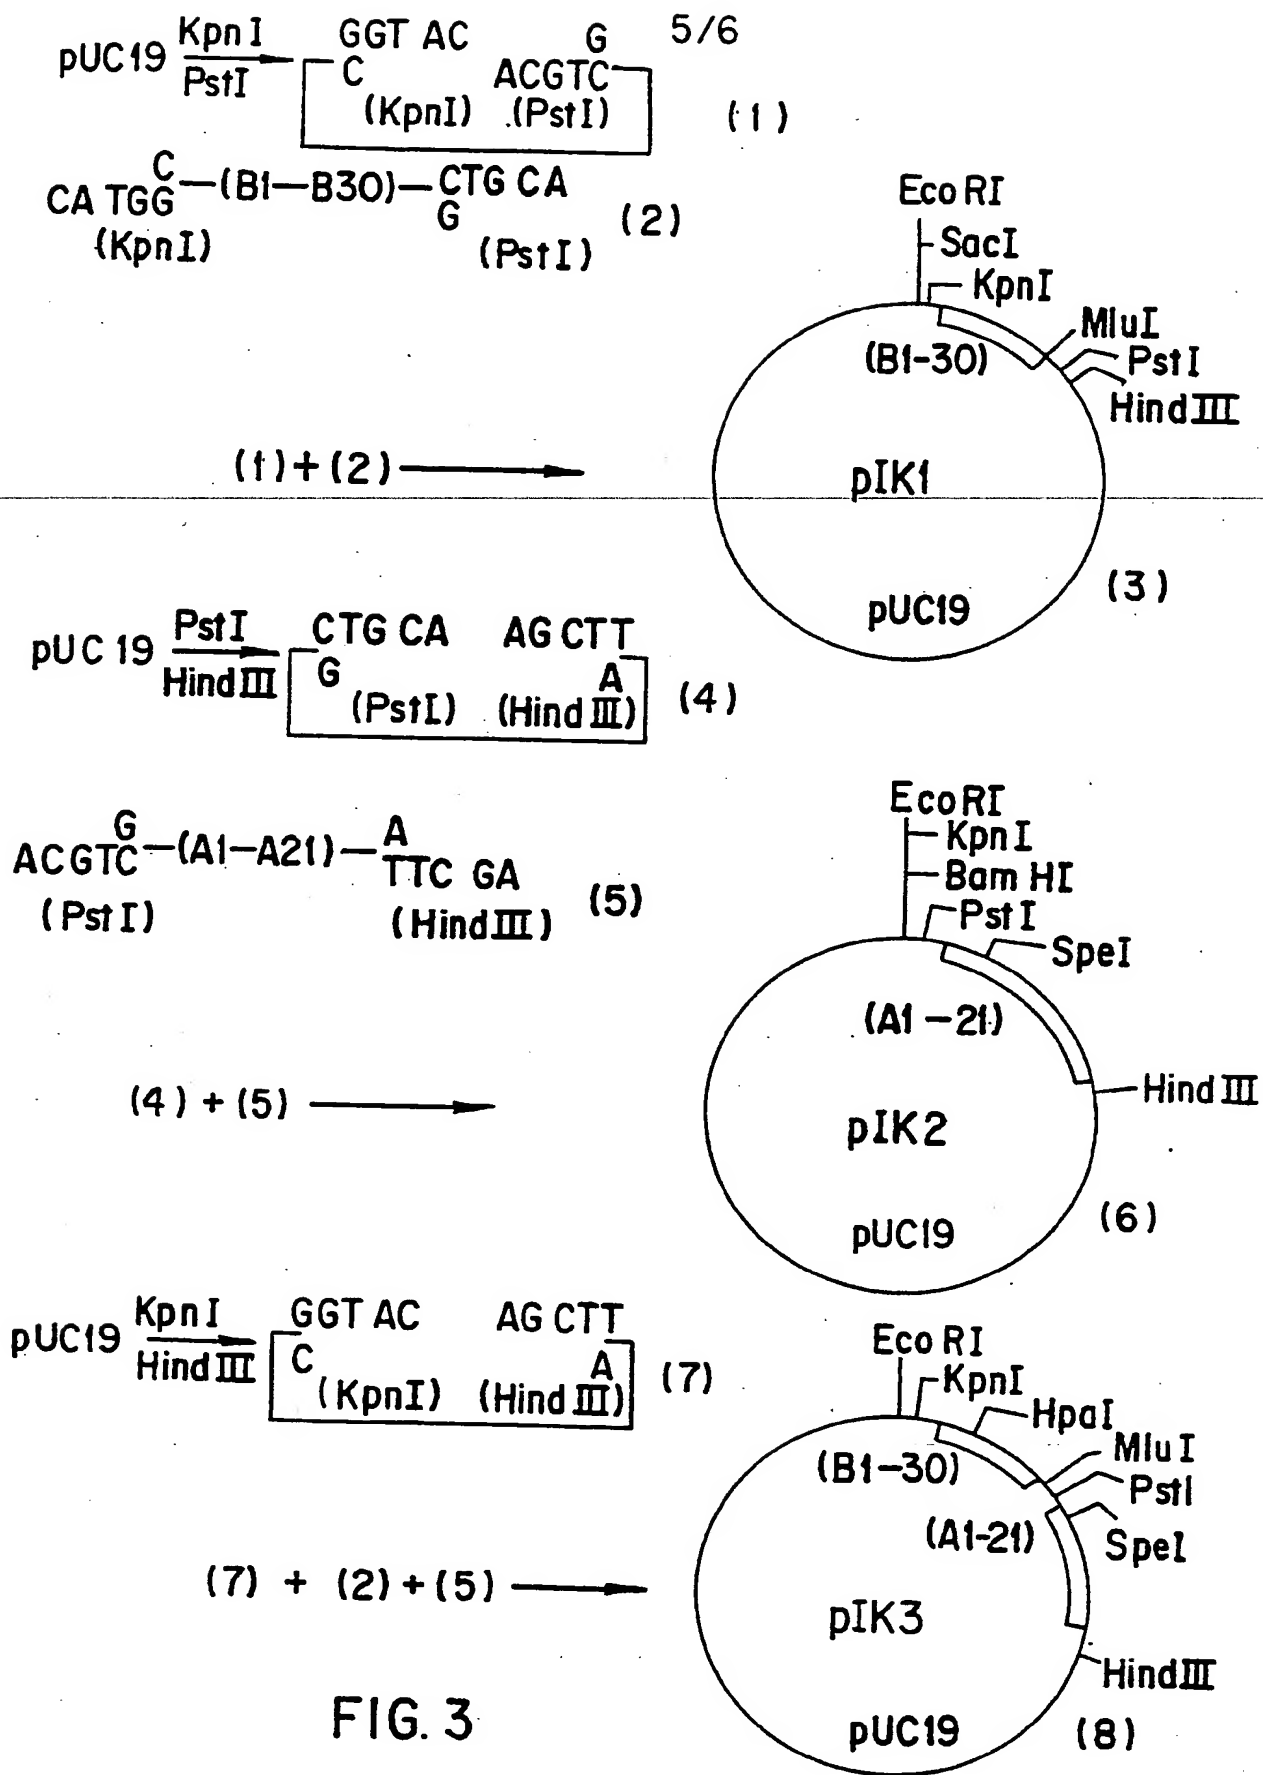 5/6
pUC19 KpnI
PstI
GGT AC G
C ACGTC
(KpnI) (PstI) (1)
C
CA TGG—(B1—B30)—CTG CA
G
(KpnI) (PstI) (2)
EcoRI
SacI
KpnI
MluI
PstI
HindIII
(B1-30)
(1)+(2)
pIK1
pUC19
(3)
pUC19 PstI
HindIII
CTG CA AG CTT
G A
(PstI) (HindIII) (4)
G A
ACGTC—(A1—A21)—TTC GA
(PstI) (HindIII) (5)
EcoRI
KpnI
Bam HI
PstI
SpeI
(A1-21)
HindIII
(4)+(5)
pIK2
pUC19
(6)
pUC19 KpnI
HindIII
GGT AC AG CTT
C A
(KpnI) (HindIII) (7)
EcoRI
KpnI
HpaI
MluI
PstI
SpeI
(B1-30)
(A1-21)
(7) + (2)+(5)
pIK3
HindIII
pUC19
(8)
FIG. 3